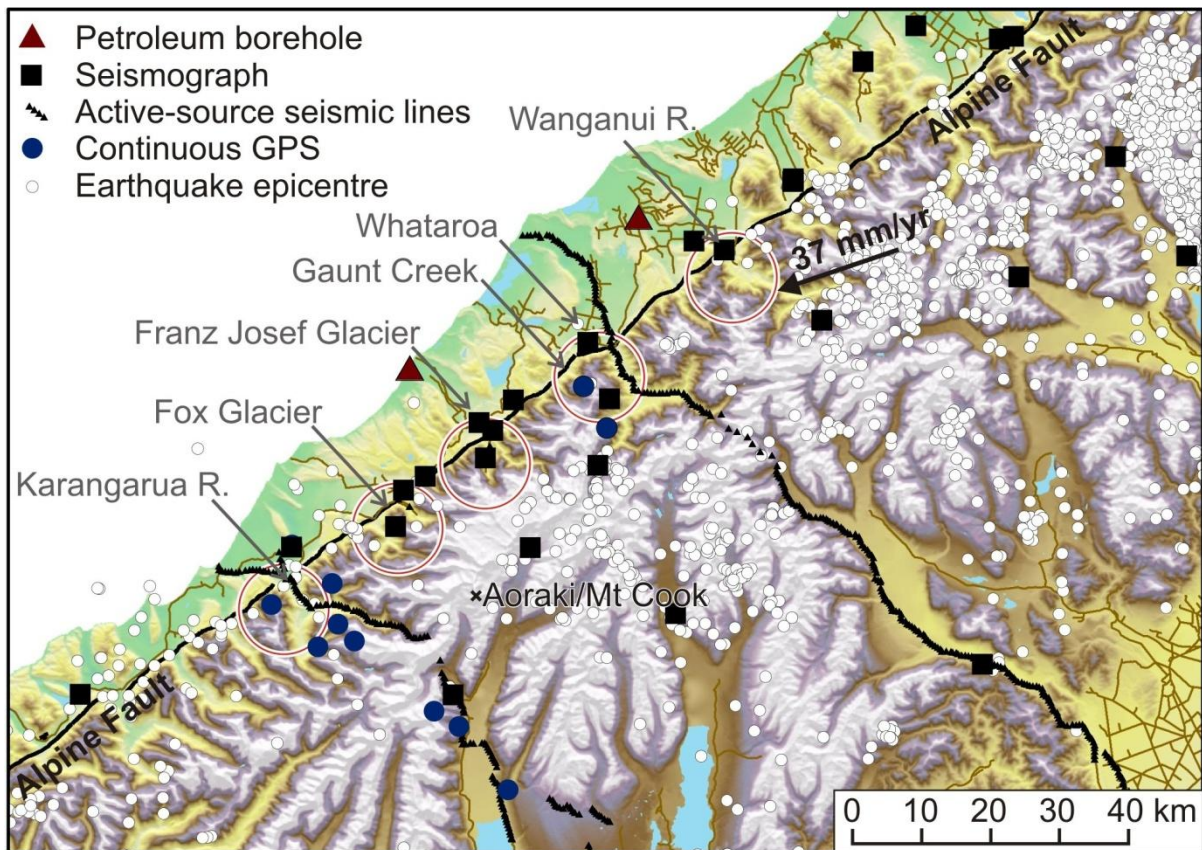 Petroleum borehole
Seismograph
Active-source seismic lines
Continuous GPS
Earthquake epicentre
Alpine Fault
Wanganui R.
Whataroa
37 mm/yr
Gaunt Creek
Franz Josef Glacier
Fox Glacier
Karangarua R.
Aoraki/Mt Cook
Alpine Fault
0 10 20 30 40 km